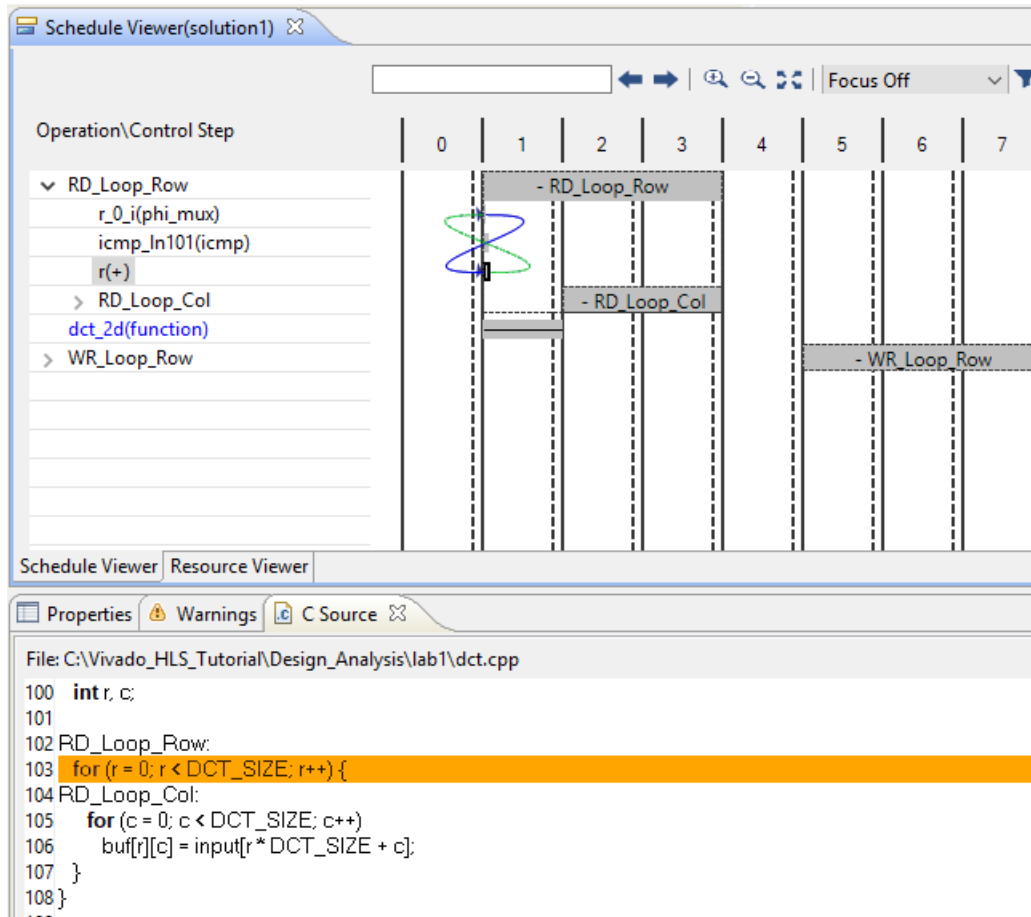 Schedule Viewer(solution1)
Focus Off
Operation\Control Step
0 1 2 3 4 5 6 7
RD_Loop_Row - RD_Loop_Row
r_0_i(phi_mux)
icmp_ln101(icmp)
r(+)
RD_Loop_Col - RD_Loop_Col
dct_2d(function)
WR_Loop_Row - WR_Loop_Row
Schedule Viewer Resource Viewer
Properties Warnings C Source
File: C:\Vivado_HLS_Tutorial\Design_Analysis\lab1\dct.cpp
100 int r, c;
101
102 RD_Loop_Row:
103 for (r = 0; r < DCT_SIZE; r++) {
104 RD_Loop_Col:
105 for (c = 0; c < DCT_SIZE; c++)
106 buf[r][c] = input[r * DCT_SIZE + c];
107 }
108 }